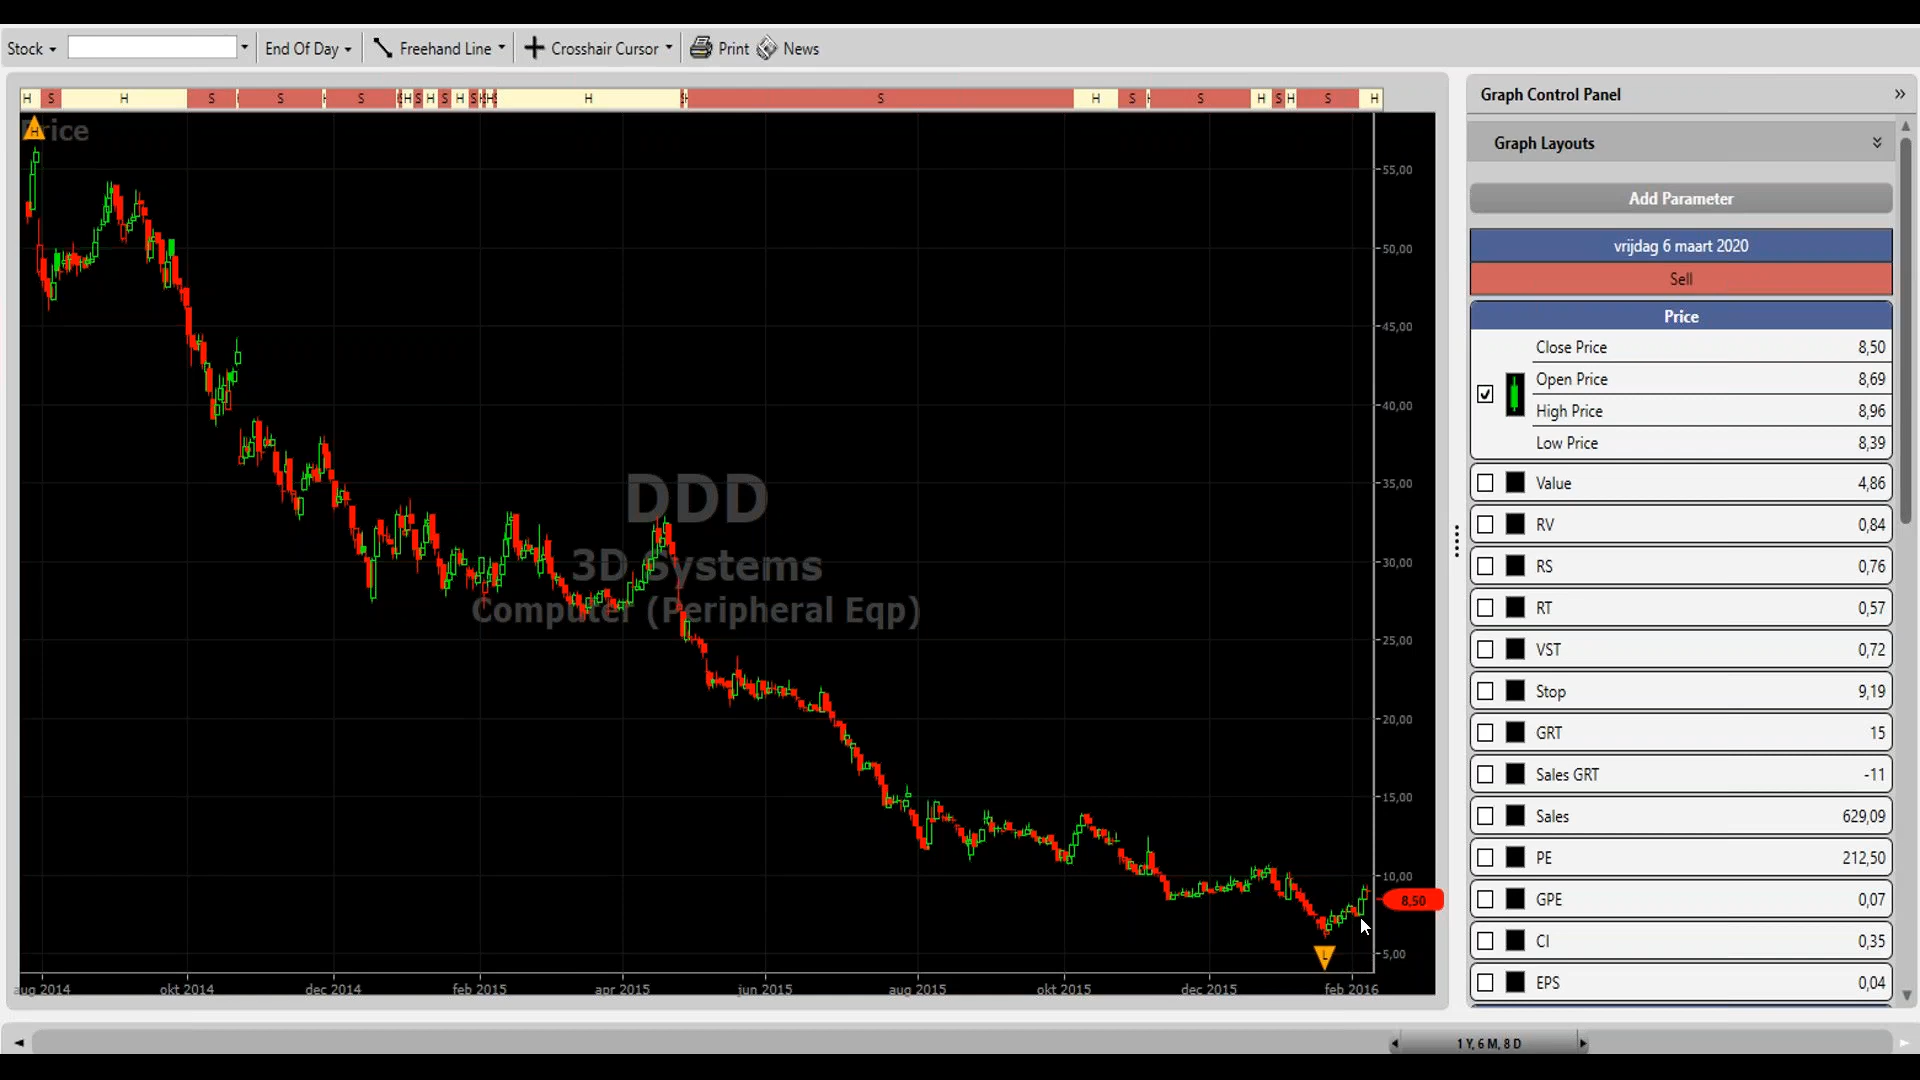 Stock
End Of Day
Freehand Line
Crosshair Cursor
Print
News
H S H S S S H S H S H S H H S S H S H S H S H
H
Price
DDD
3D Systems
Computer (Peripheral Eqp)
L
55,00
50,00
45,00
40,00
35,00
30,00
25,00
20,00
15,00
10,00
8,50
5,00
aug 2014 okt 2014 dec 2014 feb 2015 apr 2015 jun 2015 aug 2015 okt 2015 dec 2015 feb 2016
1 Y, 6 M, 8 D
Graph Control Panel
Graph Layouts
Add Parameter
vrijdag 6 maart 2020
Sell
Price
Close Price 8,50
Open Price 8,69
High Price 8,96
Low Price 8,39
Value 4,86
RV 0,84
RS 0,76
RT 0,57
VST 0,72
Stop 9,19
GRT 15
Sales GRT -11
Sales 629,09
PE 212,50
GPE 0,07
CI 0,35
EPS 0,04